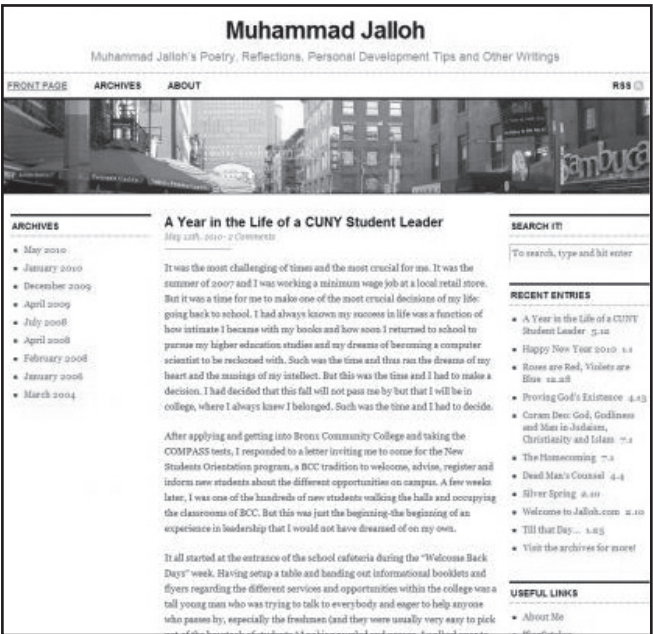 Muhammad Jalloh
Muhammad Jalloh's Poetry, Reflections, Personal Development Tips and Other Writings
FRONT PAGE ARCHIVES ABOUT RSS
Sambuca
ARCHIVES
May 2010
January 2010
December 2009
April 2009
July 2008
April 2008
February 2008
January 2006
March 2004
A Year in the Life of a CUNY Student Leader
May 12th, 2010 · 2 Comments
It was the most challenging of times and the most crucial for me. It was the
summer of 2007 and I was working a minimum wage job at a local retail store.
But it was a time for me to make one of the most crucial decisions of my life:
going back to school. I had always known my success in life was a function of
how intimate I became with my books and how soon I returned to school to
pursue my higher education studies and my dreams of becoming a computer
scientist to be reckoned with. Such was the time and thus ran the dreams of my
heart and the musings of my intellect. But this was the time and I had to make a
decision. I had decided that this fall will not pass me by but that I will be in
college, where I always knew I belonged. Such was the time and I had to decide.
After applying and getting into Bronx Community College and taking the
COMPASS tests, I responded to a letter inviting me to come for the New
Students Orientation program, a BCC tradition to welcome, advise, register and
inform new students about the different opportunities on campus. A few weeks
later, I was one of the hundreds of new students walking the halls and occupying
the classrooms of BCC. But this was just the beginning-the beginning of an
experience in leadership that I would not have dreamed of on my own.
It all started at the entrance of the school cafeteria during the "Welcome Back
Days" week. Having setup a table and handing out informational booklets and
flyers regarding the different services and opportunities within the college was a
tall young man who was trying to talk to everybody and eager to help anyone
who passes by, especially the freshmen (and they were usually very easy to pick
SEARCH IT!
To search, type and hit enter
RECENT ENTRIES
A Year in the Life of a CUNY
Student Leader 5.12
Happy New Year 2010 1.1
Roses are Red, Violets are
Blue 12.28
Proving God's Existence 4.13
Coram Deo: God, Godliness
and Man in Judaism,
Christianity and Islam 7.1
The Homecoming 7.1
Dead Man's Counsel 4.4
Silver Spring 2.10
Welcome to Jalloh.com 2.10
Till that Day... 1.25
Visit the archives for more!
USEFUL LINKS
About Me